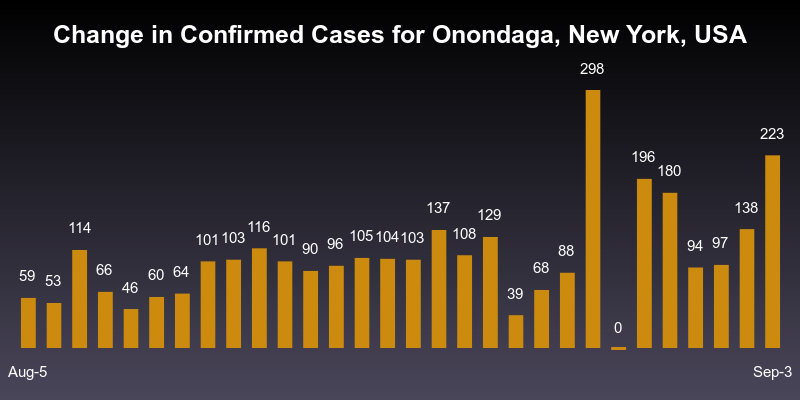 Change in Confirmed Cases for Onondaga, New York, USA
59 53 114 66 46 60 64 101 103 116 101 90 96 105 104 103 137 108 129 39 68 88 298 0 196 180 94 97 138 223
Aug-5 Sep-3